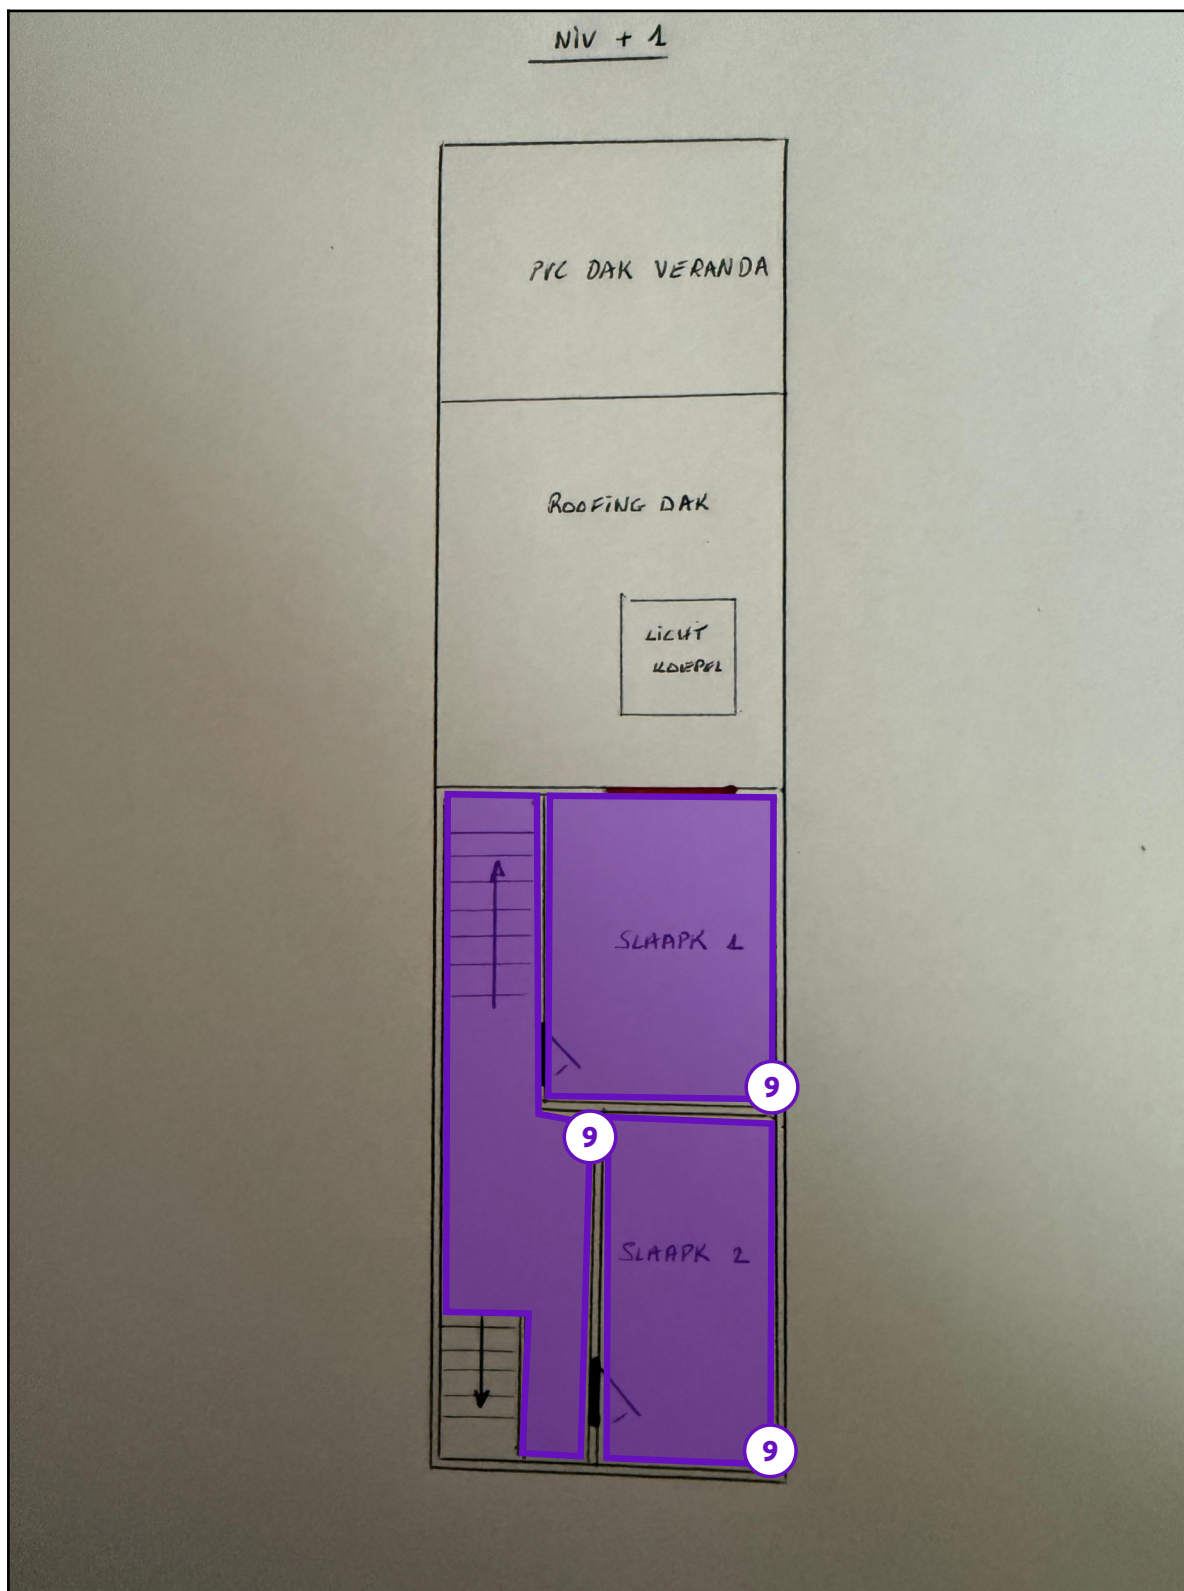 NIV + 1
PVC DAK VERANDA
ROOFING DAK
LICHT
KOEPEL
SLAAPK 1
9
9
SLAAPK 2
9